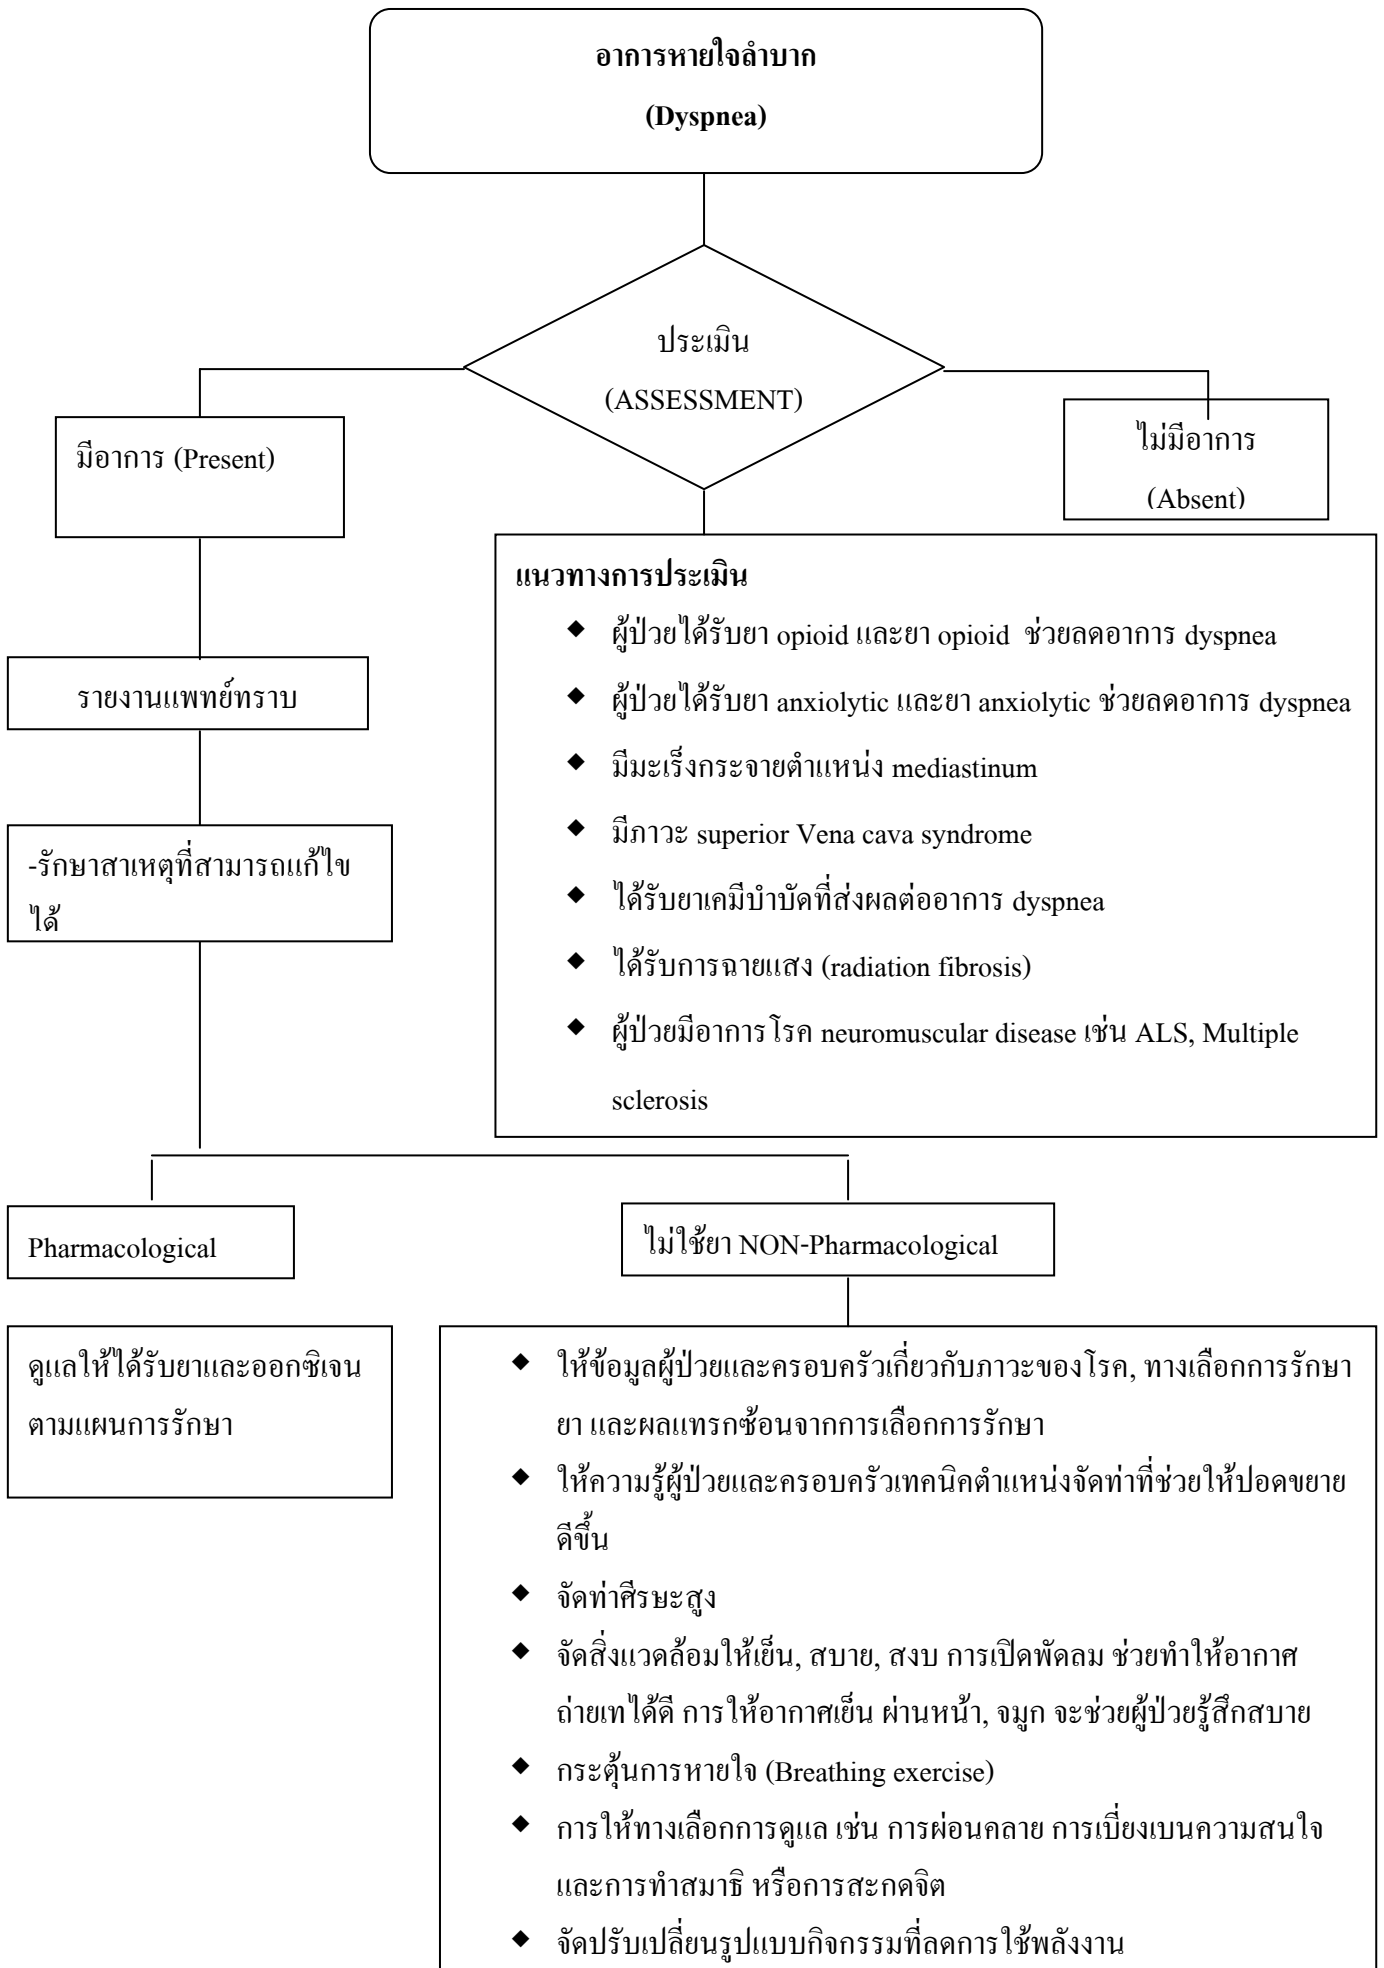 อาการหายใจลำบาก
(Dyspnea)
ประเมิน
(ASSESSMENT)
มีอาการ (Present)
ไม่มีอาการ
(Absent)
แนวทางการประเมิน
◆ ผู้ป่วยได้รับยา opioid และยา opioid ช่วยลดอาการ dyspnea
◆ ผู้ป่วยได้รับยา anxiolytic และยา anxiolytic ช่วยลดอาการ dyspnea
◆ มีมะเร็งกระจายตำแหน่ง mediastinum
◆ มีภาวะ superior Vena cava syndrome
◆ ได้รับยาเคมีบำบัดที่ส่งผลต่ออาการ dyspnea
◆ ได้รับการฉายแสง (radiation fibrosis)
◆ ผู้ป่วยมีอาการโรค neuromuscular disease เช่น ALS, Multiple
sclerosis
รายงานแพทย์ทราบ
-รักษาสาเหตุที่สามารถแก้ไข
ได้
Pharmacological
ไม่ใช้ยา NON-Pharmacological
ดูแลให้ได้รับยาและออกซิเจน
ตามแผนการรักษา
◆ ให้ข้อมูลผู้ป่วยและครอบครัวเกี่ยวกับภาวะของโรค, ทางเลือกการรักษา
ยา และผลแทรกซ้อนจากการเลือกการรักษา
◆ ให้ความรู้ผู้ป่วยและครอบครัวเทคนิคตำแหน่งจัดท่าที่ช่วยให้ปอดขยาย
ดีขึ้น
◆ จัดท่าศีรษะสูง
◆ จัดสิ่งแวดล้อมให้เย็น, สบาย, สงบ การเปิดพัดลม ช่วยทำให้อากาศ
ถ่ายเทได้ดี การให้อากาศเย็น ผ่านหน้า, จมูก จะช่วยผู้ป่วยรู้สึกสบาย
◆ กระตุ้นการหายใจ (Breathing exercise)
◆ การให้ทางเลือกการดูแล เช่น การผ่อนคลาย การเบี่ยงเบนความสนใจ
และการทำสมาธิ หรือการสะกดจิต
◆ จัดปรับเปลี่ยนรูปแบบกิจกรรมที่ลดการใช้พลังงาน